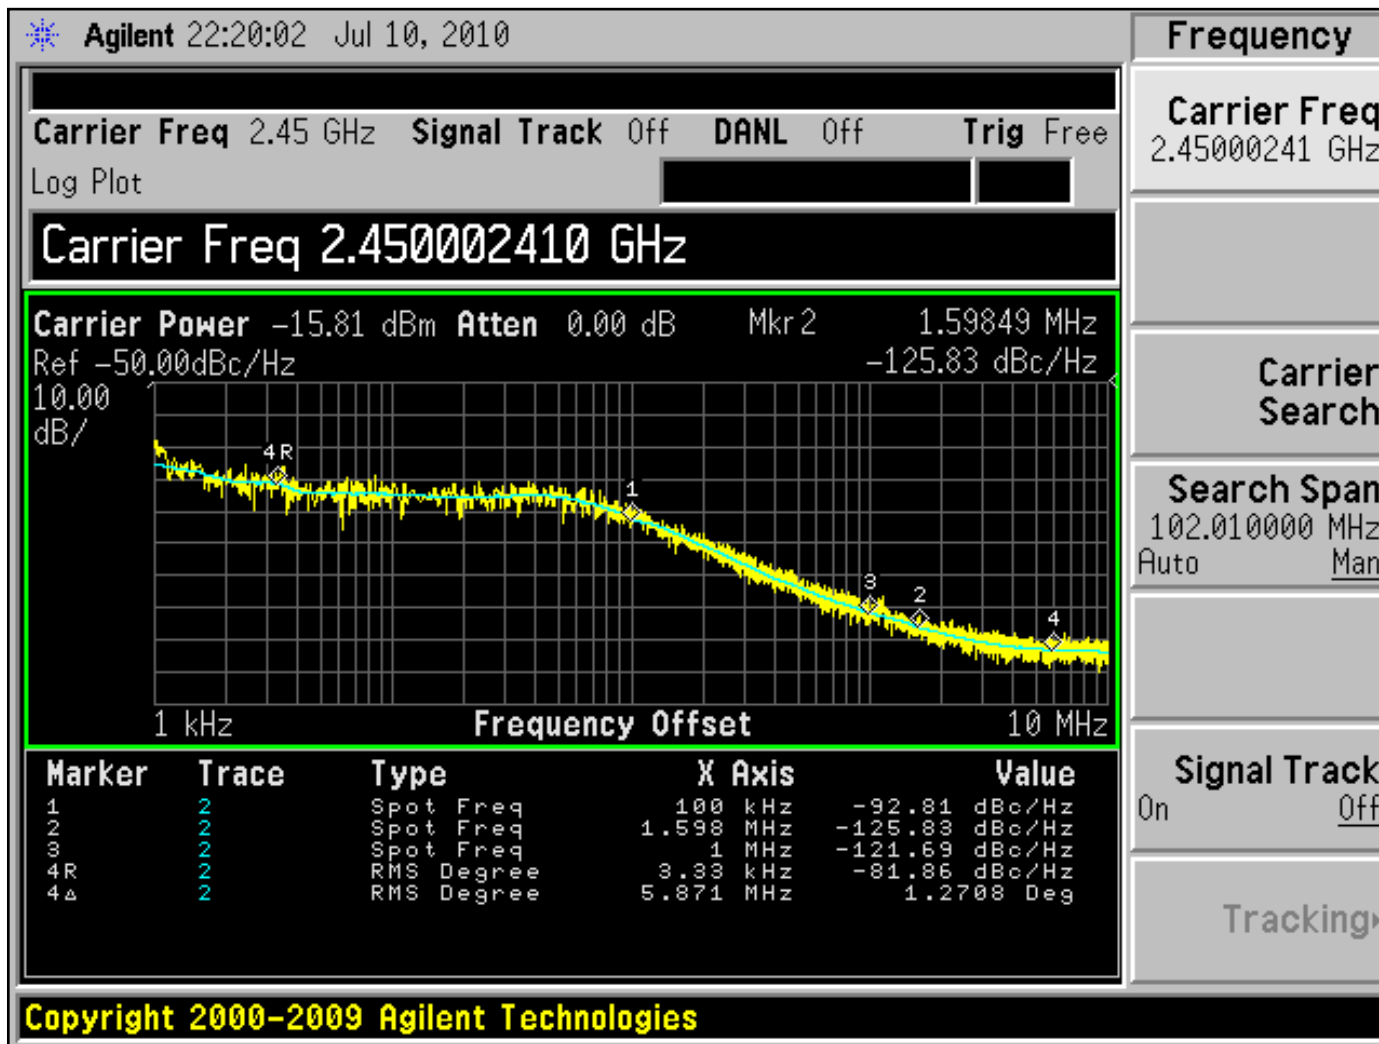 Agilent 22:20:02 Jul 10, 2010
Frequency
Carrier Freq 2.45 GHz Signal Track Off DANL Off Trig Free
Log Plot
Carrier Freq 2.450002410 GHz
Carrier Power -15.81 dBm Atten 0.00 dB Mkr 2 1.59849 MHz
Ref -50.00dBc/Hz -125.83 dBc/Hz
10.00
dB/
4R
1
3
2
4
1 kHz Frequency Offset 10 MHz
Marker Trace Type X Axis Value
1 2 Spot Freq 100 kHz -92.81 dBc/Hz
2 2 Spot Freq 1.598 MHz -125.83 dBc/Hz
3 2 Spot Freq 1 MHz -121.69 dBc/Hz
4R 2 RMS Degree 3.33 kHz -81.86 dBc/Hz
4△ 2 RMS Degree 5.871 MHz 1.2708 Deg
Carrier Freq
2.45000241 GHz
Carrier
Search
Search Span
102.010000 MHz
Auto Man
Signal Track
On Off
Tracking▸
Copyright 2000-2009 Agilent Technologies